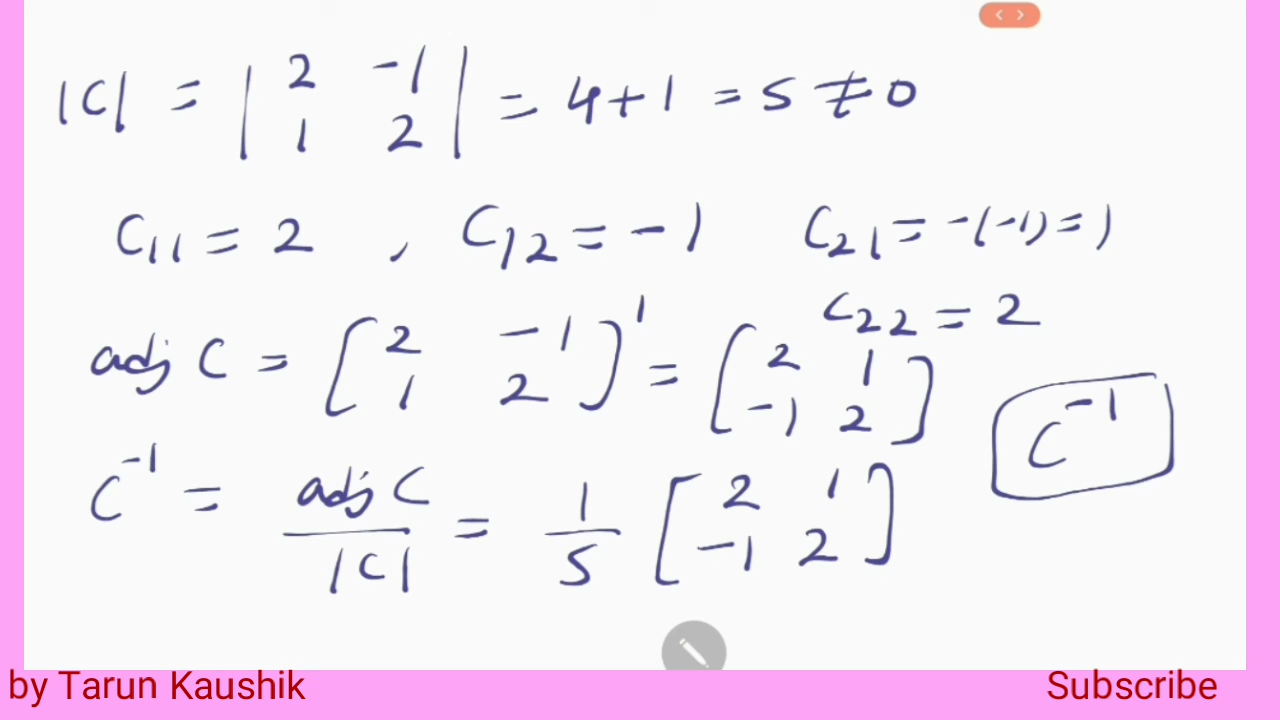 |C| = | 2 -1 | = 4+1 = 5 ≠ 0
| 1 2 |
C11 = 2 , C12 = -1 C21 = -(-1) = 1
C22 = 2
adj C = [ 2 -1 ]' = [ 2 1 ]
[ 1 2 ] [ -1 2 ]
C^-1
C^-1 = adj C / |C| = 1/5 [ 2 1 ]
[ -1 2 ]
by Tarun Kaushik Subscribe